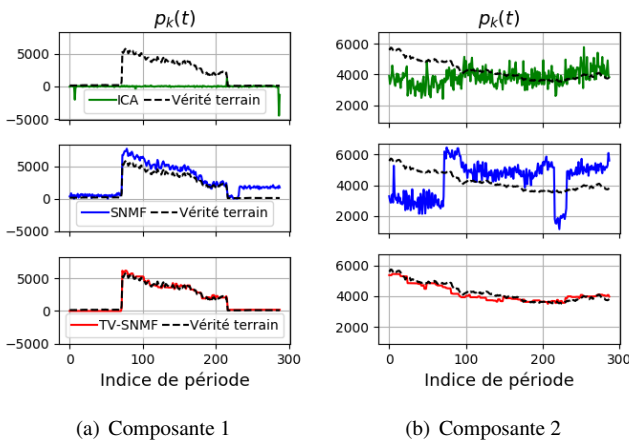 p_k(t)
5000
0
−5000
ICA
Vérité terrain
5000
0
SNMF
Vérité terrain
5000
0
−5000
TV-SNMF
Vérité terrain
0 100 200 300
Indice de période
(a) Composante 1
p_k(t)
6000
4000
2000
6000
4000
2000
6000
4000
2000
0 100 200 300
Indice de période
(b) Composante 2